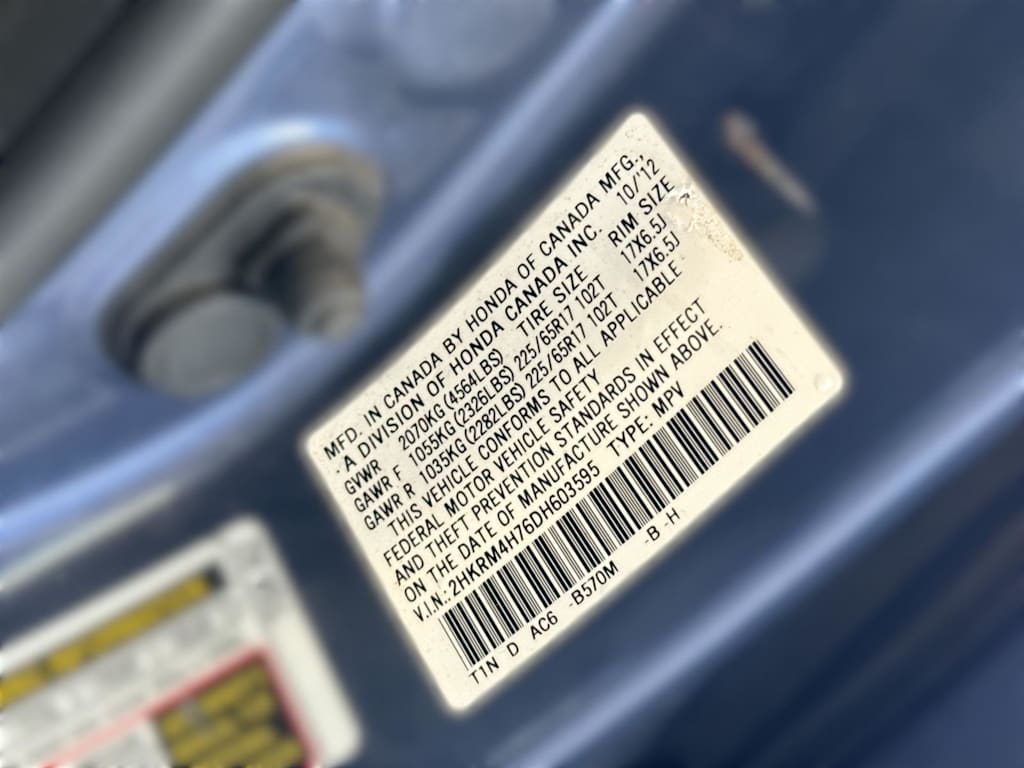 MFD. IN CANADA BY HONDA OF CANADA MFG.,
A DIVISION OF HONDA CANADA INC. 10/'12
TIRE SIZE RIM SIZE
GVWR 2070KG (4564LBS)
GAWR F 1055KG (2326LBS) 225/65R17 102T 17X6.5J
GAWR R 1035KG (2282LBS) 225/65R17 102T 17X6.5J
THIS VEHICLE CONFORMS TO ALL APPLICABLE
FEDERAL MOTOR VEHICLE SAFETY
AND THEFT PREVENTION STANDARDS IN EFFECT
ON THE DATE OF MANUFACTURE SHOWN ABOVE.
V.I.N.: 2HKRM4H76DH603595 TYPE: MPV
T1N D AC6 -B570M -B -H